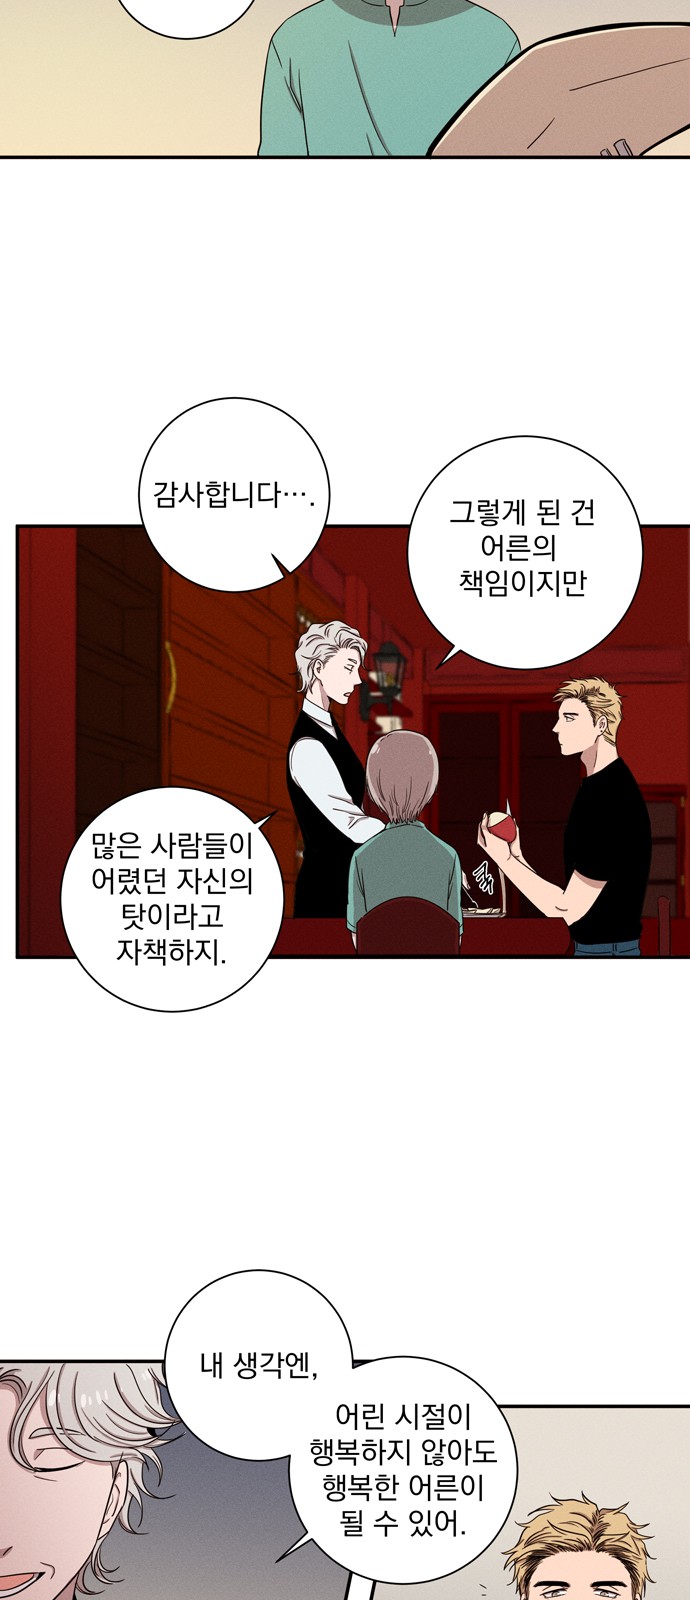 감사합니다….
그렇게 된 건
어른의
책임이지만
많은 사람들이
어렸던 자신의
탓이라고
자책하지.
내 생각엔,
어린 시절이
행복하지 않아도
행복한 어른이
될 수 있어.